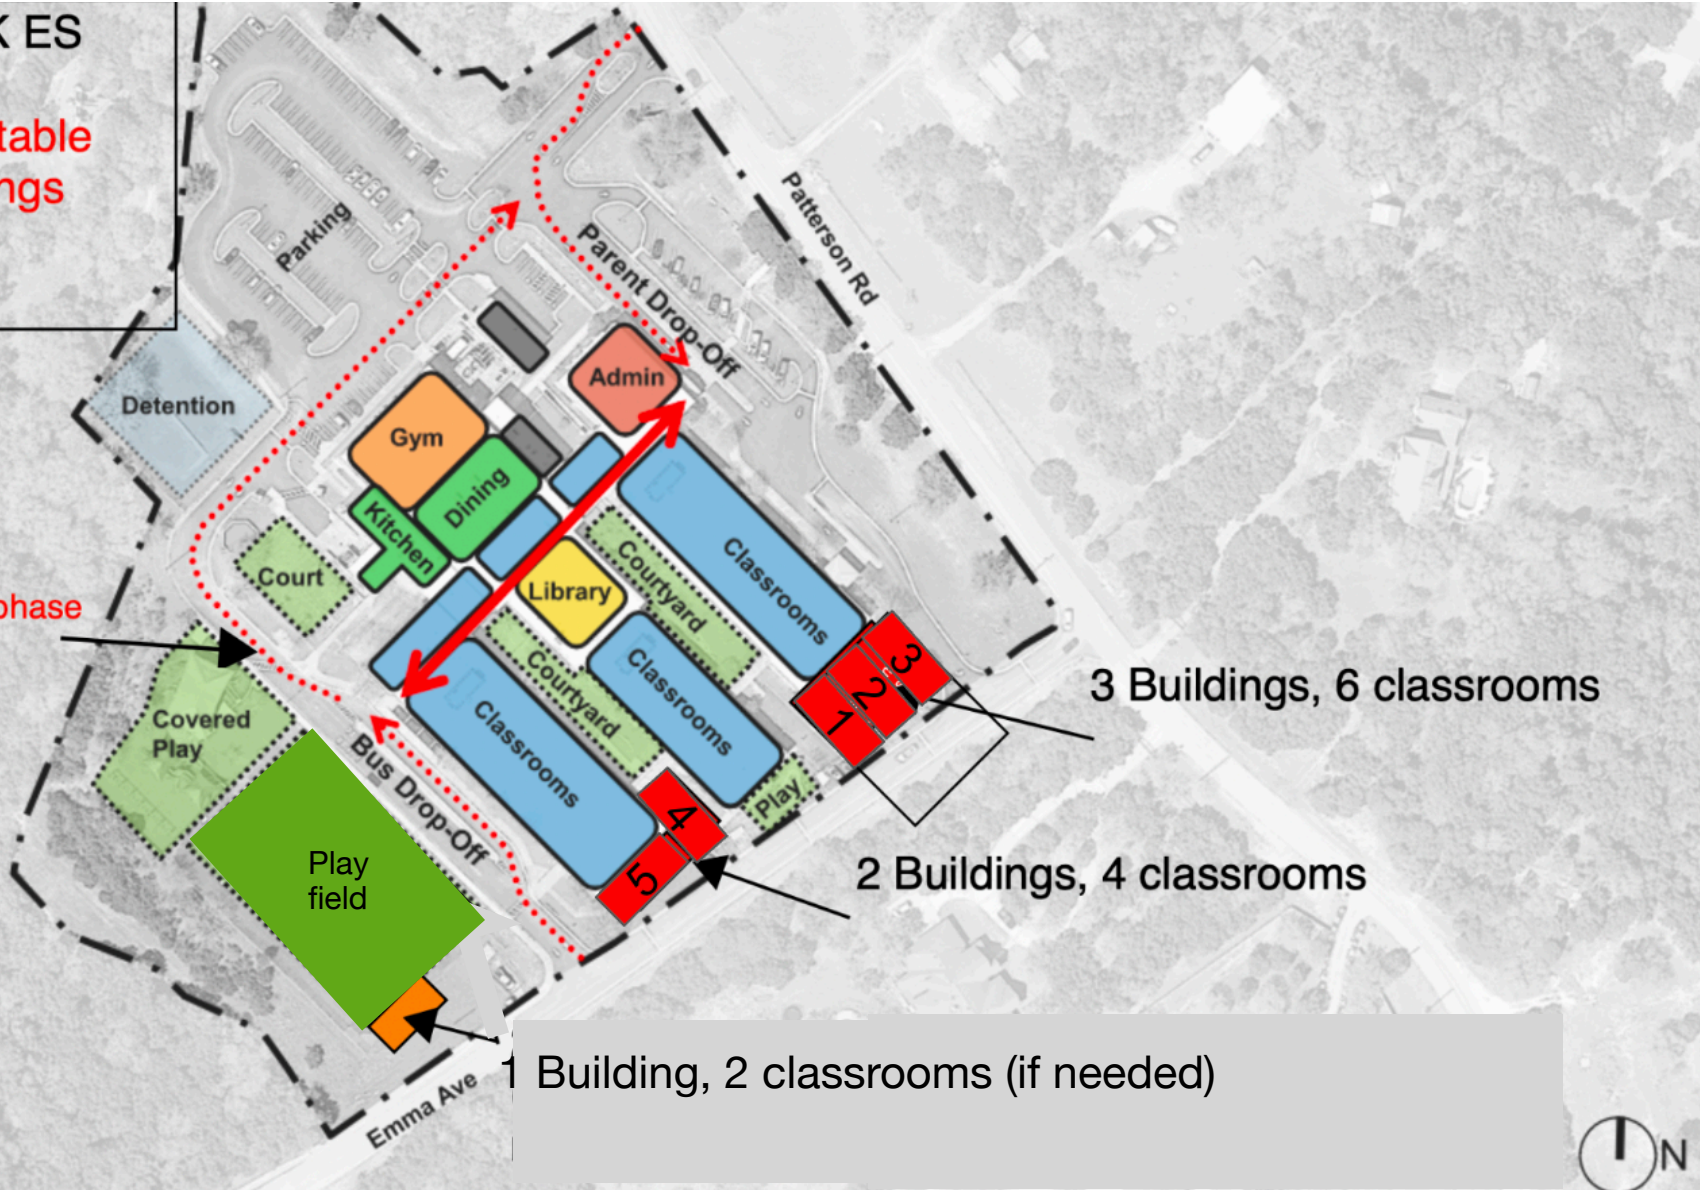 K ES
table
ngs
Parking
Parent Drop-Off
Patterson Rd
Admin
Detention
Gym
Dining
Kitchen
Classrooms
Courtyard
Court
Library
phase
Courtyard
Classrooms
3
2
1
3 Buildings, 6 classrooms
Covered
Play
Classrooms
Bus Drop-Off
Play
4
5
Play
field
2 Buildings, 4 classrooms
1 Building, 2 classrooms (if needed)
Emma Ave
N